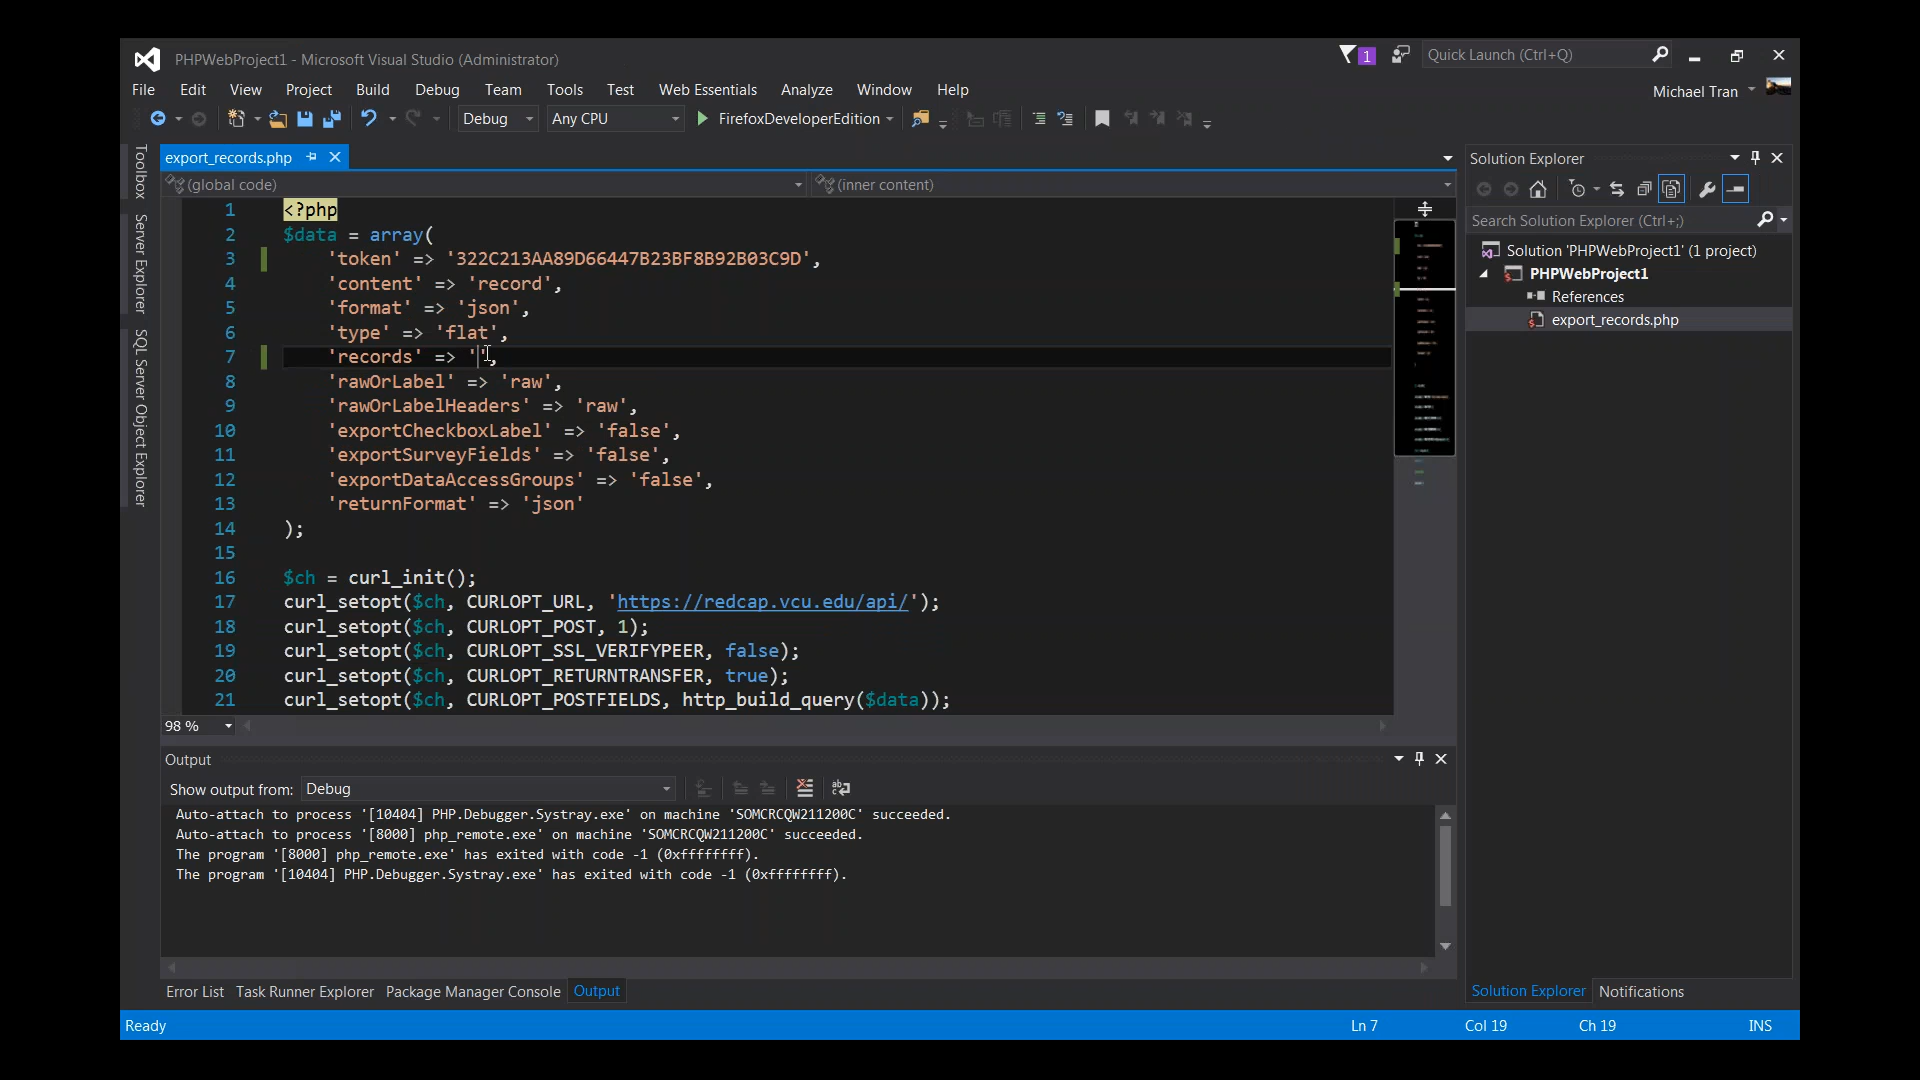 PHPWebProject1 - Microsoft Visual Studio (Administrator)
1
Quick Launch (Ctrl+Q)
File Edit View Project Build Debug Team Tools Test Web Essentials Analyze Window Help
Michael Tran
Debug Any CPU FirefoxDeveloperEdition
Toolbox
Server Explorer
SQL Server Object Explorer
export_records.php
(global code) (inner content)
1 <?php
2 $data = array(
3 'token' => '322C213AA89D66447B23BF8B92B03C9D',
4 'content' => 'record',
5 'format' => 'json',
6 'type' => 'flat',
7 'records' => '',
8 'rawOrLabel' => 'raw',
9 'rawOrLabelHeaders' => 'raw',
10 'exportCheckboxLabel' => 'false',
11 'exportSurveyFields' => 'false',
12 'exportDataAccessGroups' => 'false',
13 'returnFormat' => 'json'
14 );
15
16 $ch = curl_init();
17 curl_setopt($ch, CURLOPT_URL, 'https://redcap.vcu.edu/api/');
18 curl_setopt($ch, CURLOPT_POST, 1);
19 curl_setopt($ch, CURLOPT_SSL_VERIFYPEER, false);
20 curl_setopt($ch, CURLOPT_RETURNTRANSFER, true);
21 curl_setopt($ch, CURLOPT_POSTFIELDS, http_build_query($data));
98 %
Solution Explorer
Search Solution Explorer (Ctrl+;)
Solution 'PHPWebProject1' (1 project)
PHPWebProject1
References
export_records.php
Output
Show output from: Debug
Auto-attach to process '[10404] PHP.Debugger.Systray.exe' on machine 'SOMCRCQW211200C' succeeded.
Auto-attach to process '[8000] php_remote.exe' on machine 'SOMCRCQW211200C' succeeded.
The program '[8000] php_remote.exe' has exited with code -1 (0xffffffff).
The program '[10404] PHP.Debugger.Systray.exe' has exited with code -1 (0xffffffff).
Error List Task Runner Explorer Package Manager Console Output
Solution Explorer Notifications
Ready Ln 7 Col 19 Ch 19 INS